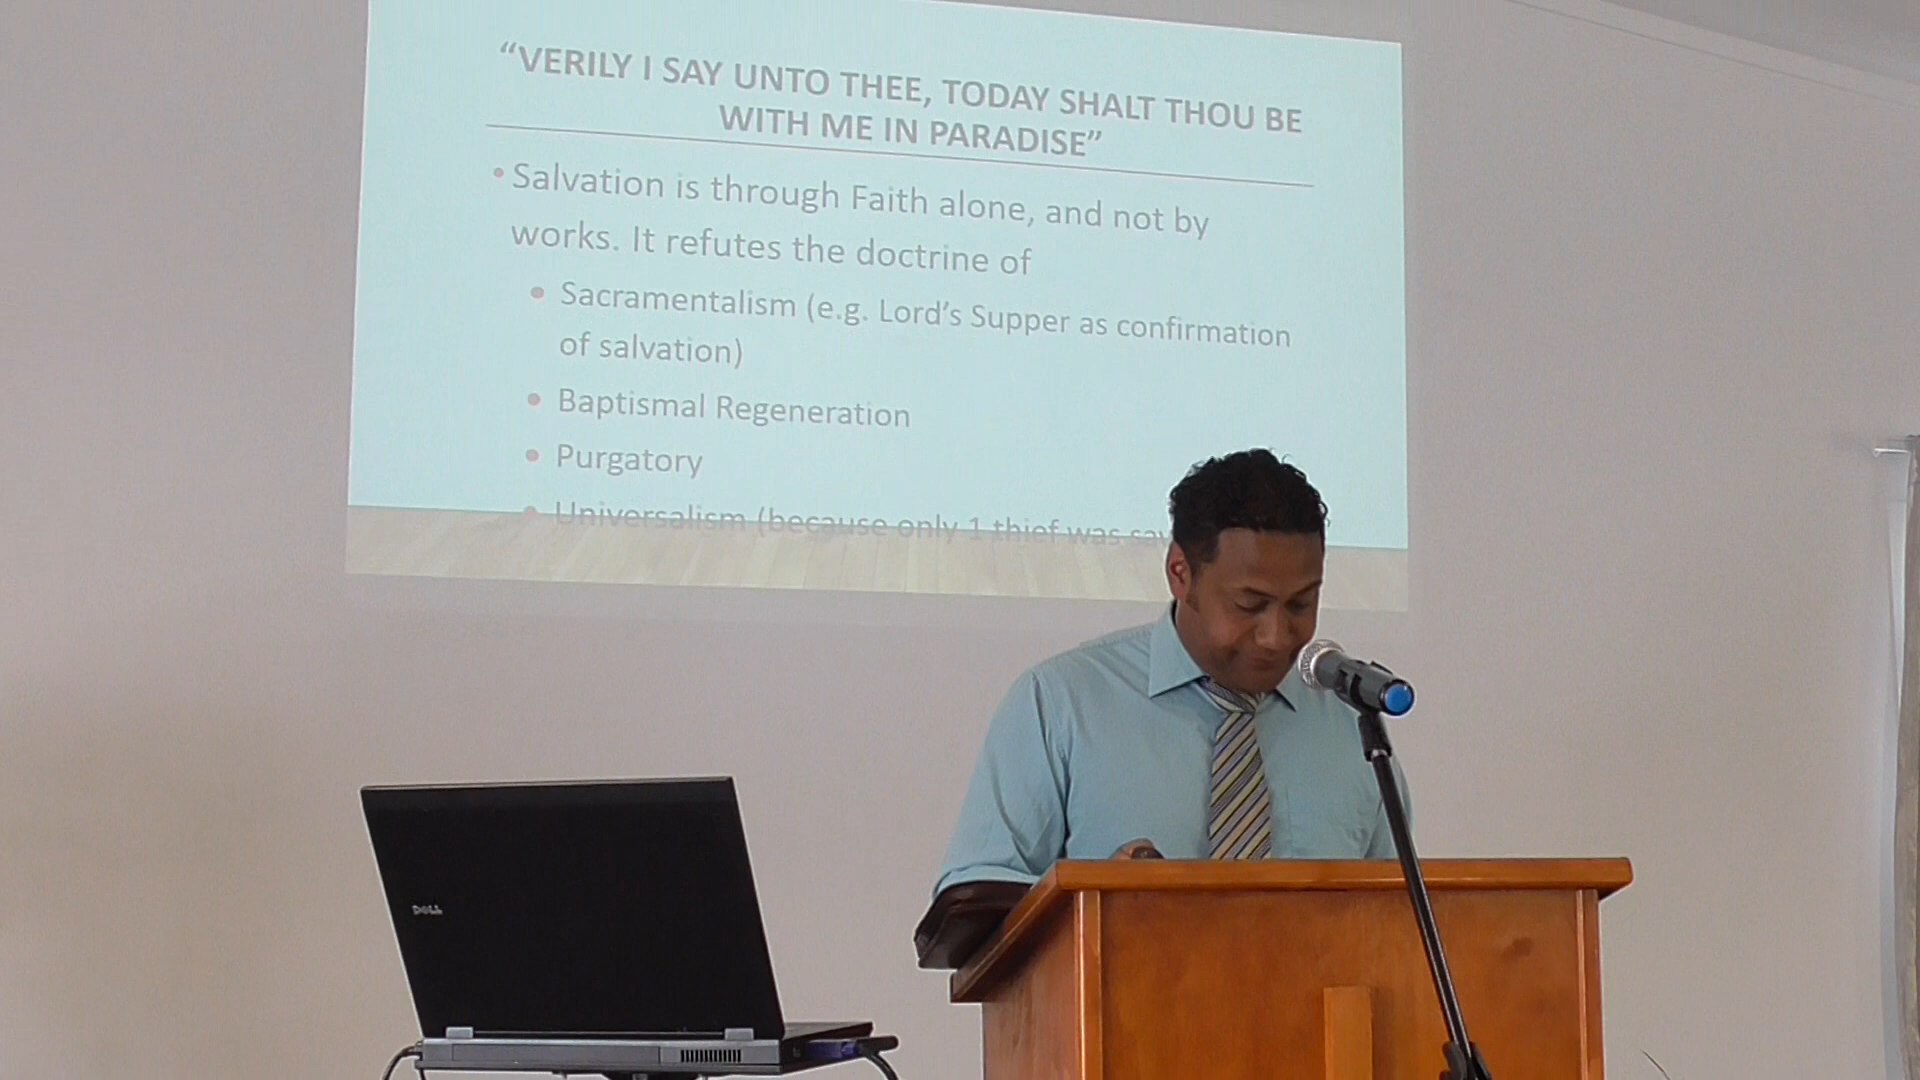 “VERILY I SAY UNTO THEE, TODAY SHALT THOU BE
WITH ME IN PARADISE”
• Salvation is through Faith alone, and not by
works. It refutes the doctrine of
• Sacramentalism (e.g. Lord’s Supper as confirmation
of salvation)
• Baptismal Regeneration
• Purgatory
• Universalism (because only 1 thief was
DELL